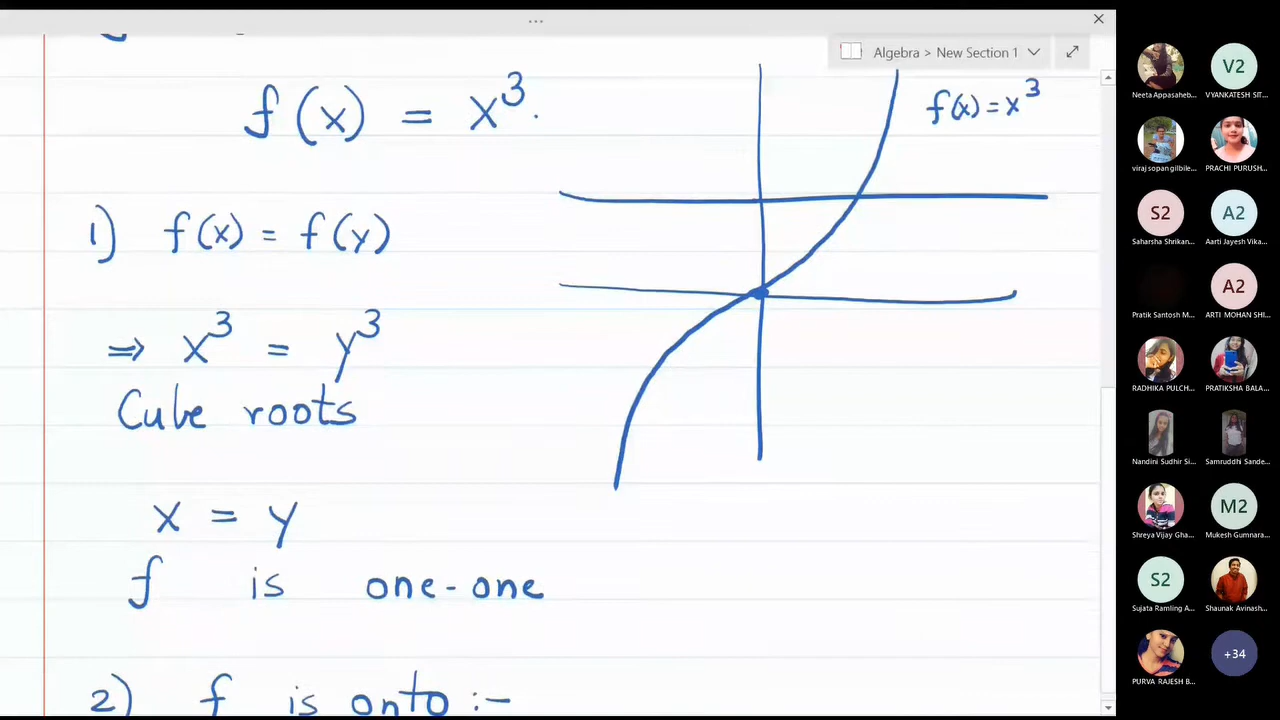 Algebra > New Section 1
f(x) = x³.
f(x) = x³
1) f(x) = f(y)
⇒ x³ = y³
Cube roots
x = y
f is one-one
2) f is onto :-
Neeta Appasaheb...
V2
VYANKATESH SIT...
viraj sopan gilbile...
PRACHI PURUSH...
S2
Saharsha Shrikan...
A2
Aarti Jayesh Vika...
Pratik Santosh M...
A2
ARTI MOHAN SHI...
RADHIKA PULCH...
PRATIKSHA BALA...
Nandini Sudhir Si...
Samruddhi Sande...
Shreya Vijay Gha...
M2
Mukesh Gumnara...
S2
Sujata Ramling A...
Shaunak Avinash...
PURVA RAJESH B...
+34